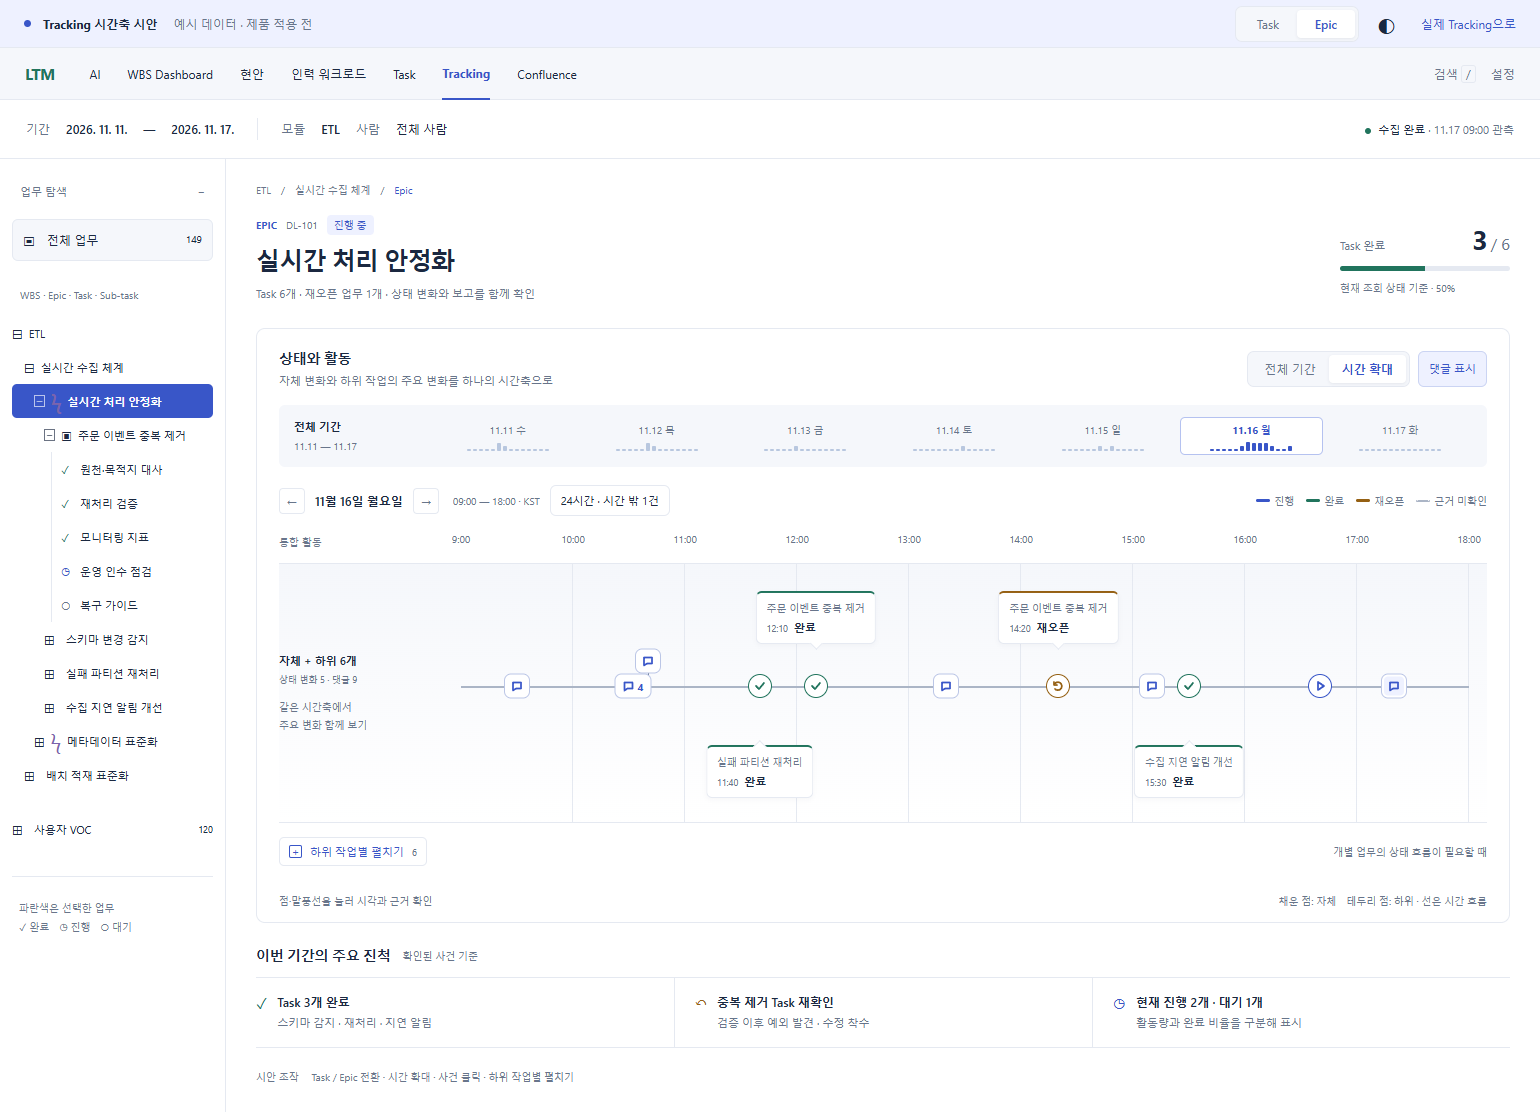 Tracking 시간축 시안 예시 데이터 · 제품 적용 전 Task Epic 실제 Tracking으로
LTM AI WBS Dashboard 현안 인력 워크로드 Task Tracking Confluence 검색 / 설정
기간 2026. 11. 11. — 2026. 11. 17. 모듈 ETL 사람 전체 사람 수집 완료 · 11.17 09:00 관측
업무 탐색 –
전체 업무 149
WBS · Epic · Task · Sub-task
ETL
실시간 수집 체계
실시간 처리 안정화
주문 이벤트 중복 제거
원천·목적지 대사
재처리 검증
모니터링 지표
운영 인수 점검
복구 가이드
스키마 변경 감지
실패 파티션 재처리
수집 지연 알림 개선
메타데이터 표준화
배치 적재 표준화
사용자 VOC 120
파란색은 선택한 업무
✓ 완료 진행 대기
ETL / 실시간 수집 체계 / Epic
EPIC DL-101 진행 중
실시간 처리 안정화
Task 6개 · 재오픈 업무 1개 · 상태 변화와 보고를 함께 확인
Task 완료 3 / 6
현재 조회 상태 기준 · 50%
상태와 활동
자체 변화와 하위 작업의 주요 변화를 하나의 시간축으로
전체 기간 시간 확대 댓글 표시
전체 기간
11.11 — 11.17
11.11 수 11.12 목 11.13 금 11.14 토 11.15 일 11.16 월 11.17 화
← 11월 16일 월요일 → 09:00 — 18:00 · KST 24시간 · 시간 밖 1건
진행 완료 재오픈 근거 미확인
통합 활동 9:00 10:00 11:00 12:00 13:00 14:00 15:00 16:00 17:00 18:00
주문 이벤트 중복 제거
12:10 완료
주문 이벤트 중복 제거
14:20 재오픈
자체 + 하위 6개
상태 변화 5 · 댓글 9
같은 시간축에서
주요 변화 함께 보기
4
실패 파티션 재처리
11:40 완료
수집 지연 알림 개선
15:30 완료
하위 작업별 펼치기 6
개별 업무의 상태 흐름이 필요할 때
점·말풍선을 눌러 시각과 근거 확인
채운 점: 자체 테두리 점: 하위 · 선은 시간 흐름
이번 기간의 주요 진척 확인된 사건 기준
Task 3개 완료
스키마 감지 · 재처리 · 지연 알림
중복 제거 Task 재확인
검증 이후 예외 발견 · 수정 착수
현재 진행 2개 · 대기 1개
활동량과 완료 비율을 구분해 표시
시안 조작 Task / Epic 전환 · 시간 확대 · 사건 클릭 · 하위 작업별 펼치기